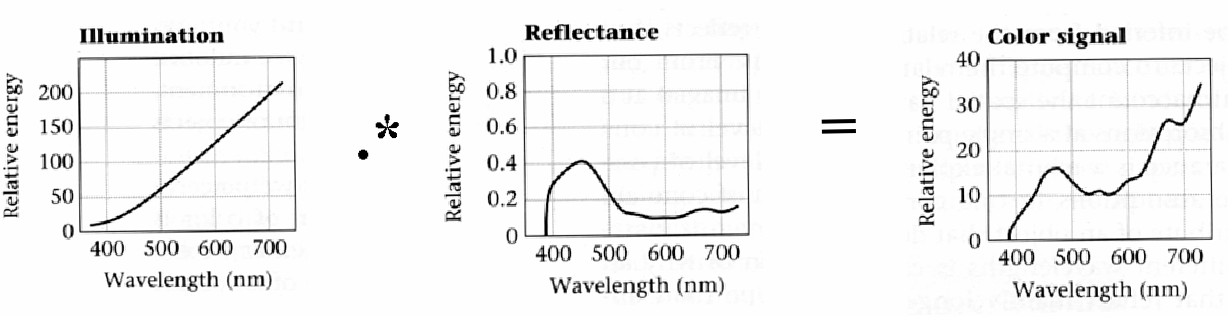 Illumination
Relative energy
200
150
100
50
0
400 500 600 700
Wavelength (nm)
.*
Reflectance
Relative energy
1.0
0.8
0.6
0.4
0.2
0
400 500 600 700
Wavelength (nm)
=
Color signal
Relative energy
40
30
20
10
0
400 500 600 700
Wavelength (nm)